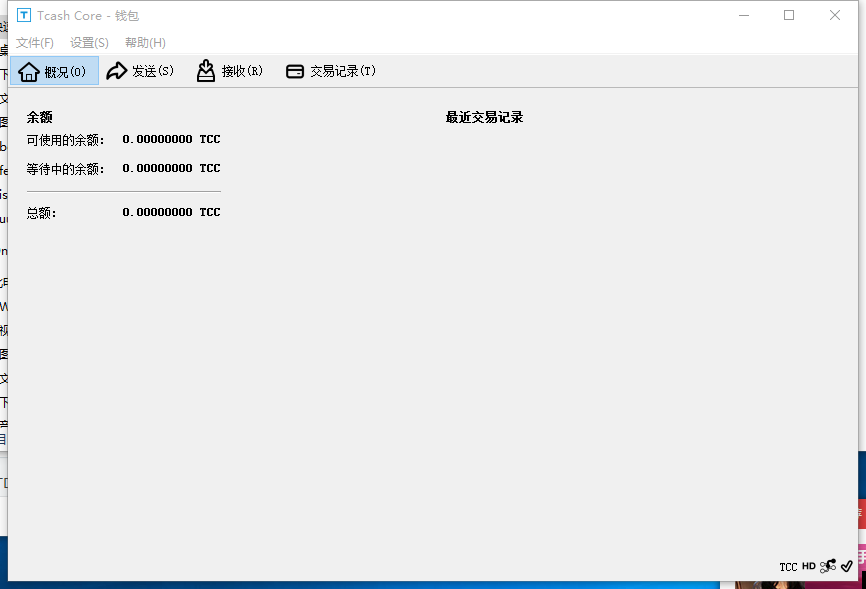 Tcash Core - 钱包
文件(F) 设置(S) 帮助(H)
概况(O) 发送(S) 接收(R) 交易记录(T)
余额
可使用的余额: 0.00000000 TCC
等待中的余额: 0.00000000 TCC
总额: 0.00000000 TCC
最近交易记录
TCC HD